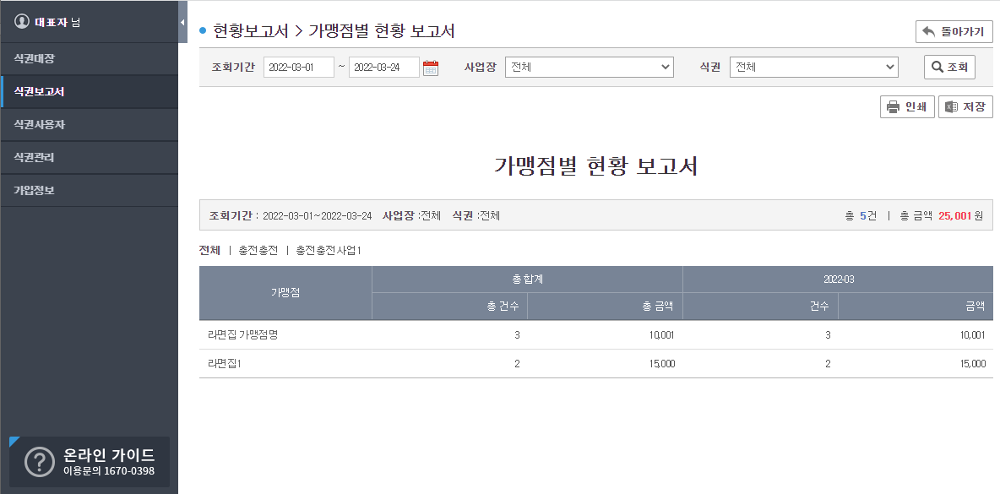 대표자 님
식권대장
식권보고서
식권사용자
식권관리
가입정보
온라인 가이드
이용문의 1670-0398
현황보고서 > 가맹점별 현황 보고서
돌아가기
조회기간 2022-03-01 ~ 2022-03-24 사업장 전체 식권 전체 조회
인쇄 저장
가맹점별 현황 보고서
조회기간 : 2022-03-01~2022-03-24 사업장 :전체 식권 :전체 총 5건 | 총 금액 25,001 원
전체 | 충전충전 | 충전충전사업1
가맹점 총 합계 2022-03
총 건수 총 금액 건수 금액
라면집 가맹점명 3 10,001 3 10,001
라면집1 2 15,000 2 15,000